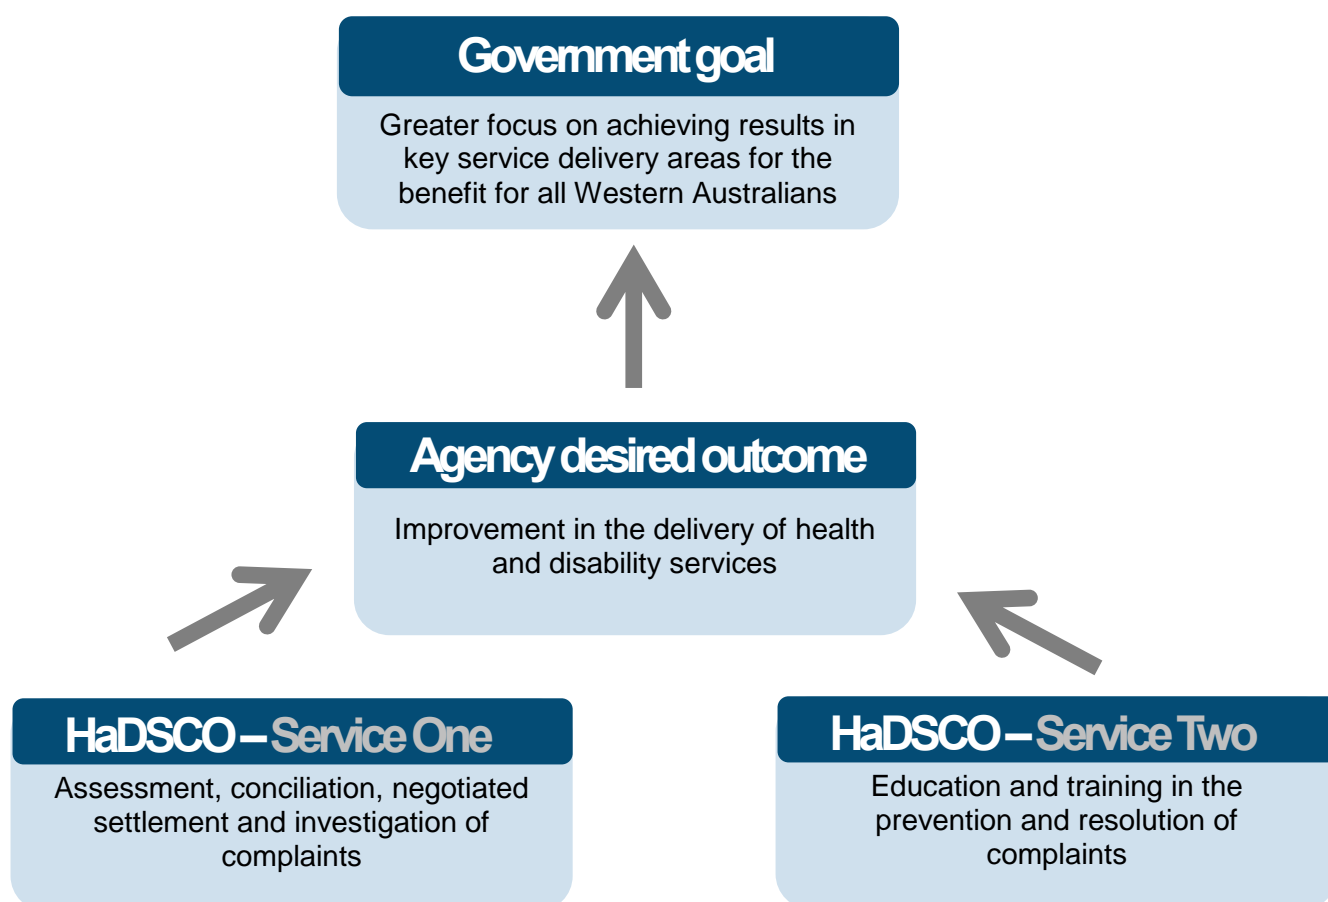 Government goal
Greater focus on achieving results in
key service delivery areas for the
benefit for all Western Australians
Agency desired outcome
Improvement in the delivery of health
and disability services
HaDSCO – Service One
Assessment, conciliation, negotiated
settlement and investigation of
complaints
HaDSCO – Service Two
Education and training in the
prevention and resolution of
complaints